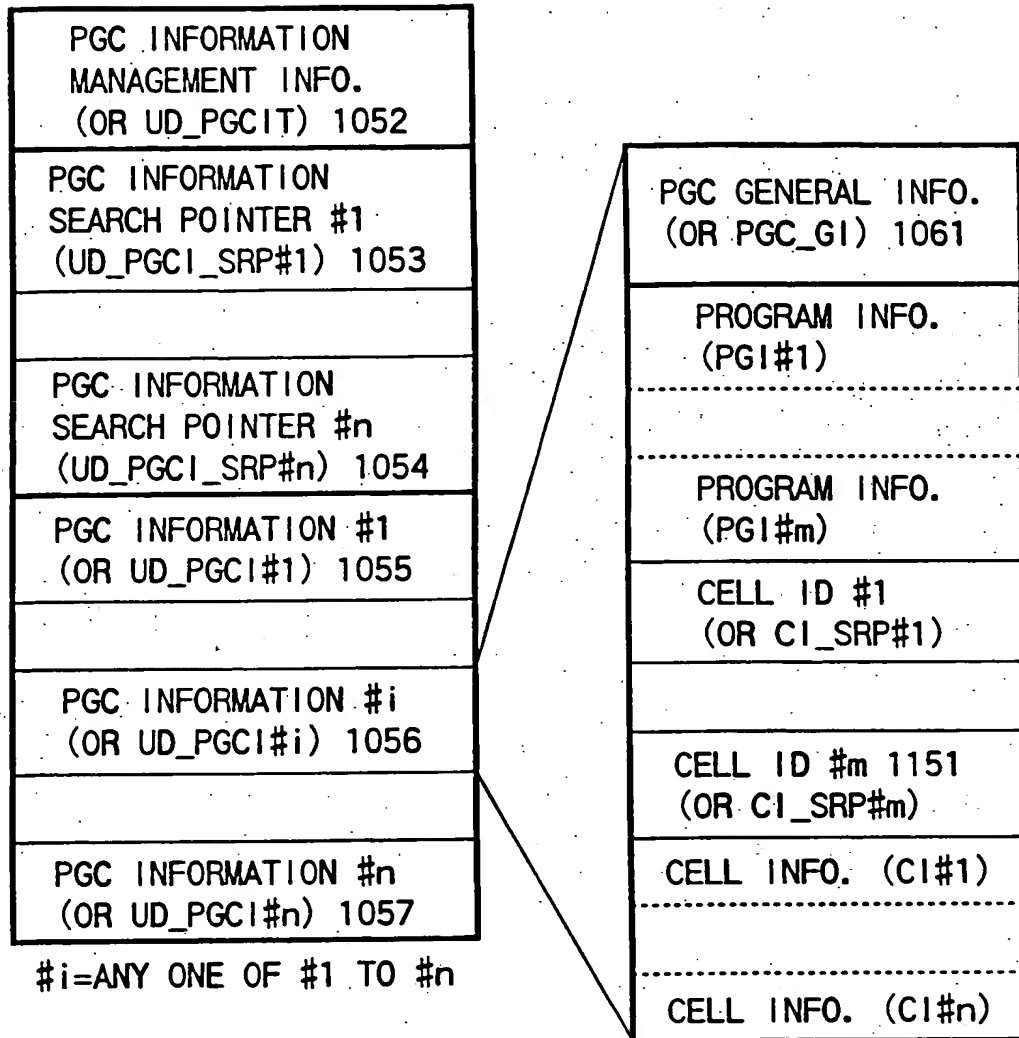 PGC INFORMATION
MANAGEMENT INFO.
(OR UD_PGCIT) 1052
PGC INFORMATION
SEARCH POINTER #1
(UD_PGCI_SRP#1) 1053
PGC INFORMATION
SEARCH POINTER #n
(UD_PGCI_SRP#n) 1054
PGC INFORMATION #1
(OR UD_PGCI#1) 1055
PGC INFORMATION #i
(OR UD_PGCI#i) 1056
PGC INFORMATION #n
(OR UD_PGCI#n) 1057
#i=ANY ONE OF #1 TO #n
PGC GENERAL INFO.
(OR PGC_GI) 1061
PROGRAM INFO.
(PGI#1)
PROGRAM INFO.
(PGI#m)
CELL ID #1
(OR CI_SRP#1)
CELL ID #m 1151
(OR CI_SRP#m)
CELL INFO. (CI#1)
CELL INFO. (CI#n)